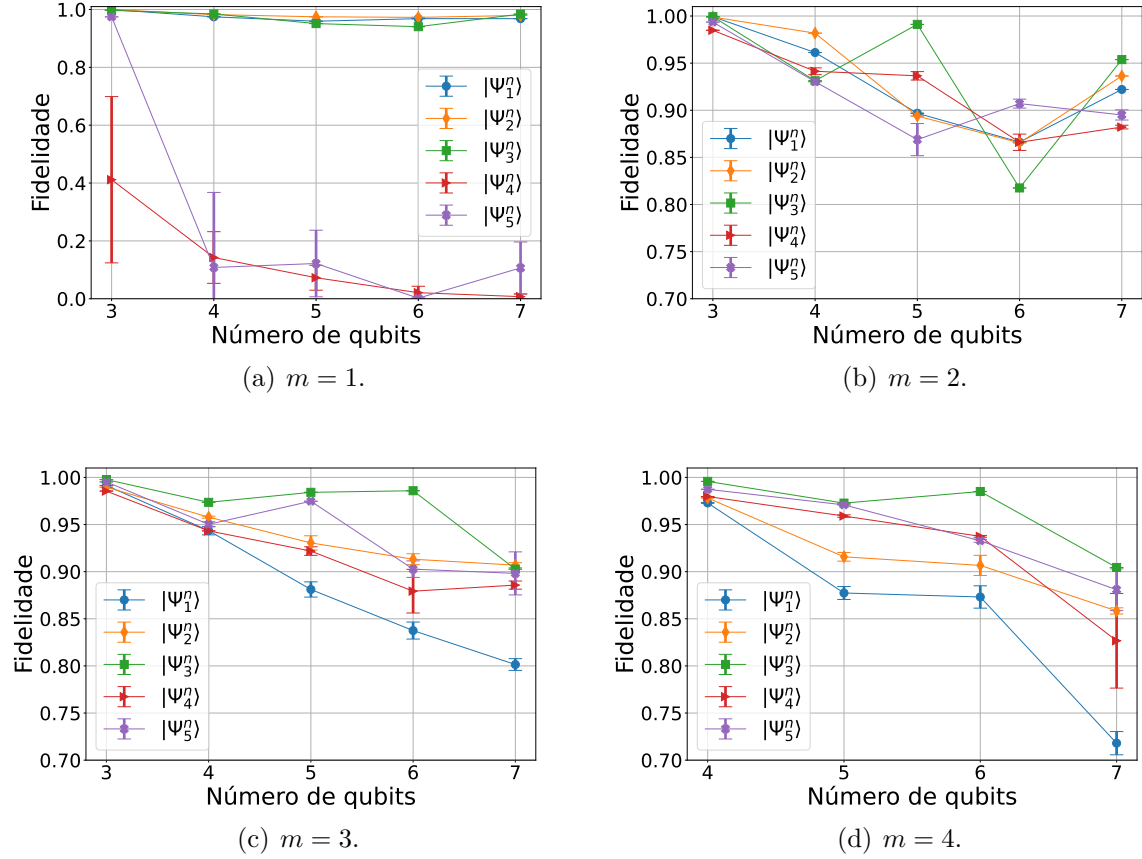 Fidelidade
1.0
0.8
0.6
0.4
0.2
0.0
|Ψ₁ⁿ⟩
|Ψ₂ⁿ⟩
|Ψ₃ⁿ⟩
|Ψ₄ⁿ⟩
|Ψ₅ⁿ⟩
3 4 5 6 7
Número de qubits
(a) m = 1.
Fidelidade
1.00
0.95
0.90
0.85
0.80
0.75
0.70
|Ψ₁ⁿ⟩
|Ψ₂ⁿ⟩
|Ψ₃ⁿ⟩
|Ψ₄ⁿ⟩
|Ψ₅ⁿ⟩
3 4 5 6 7
Número de qubits
(b) m = 2.
Fidelidade
1.00
0.95
0.90
0.85
0.80
0.75
0.70
|Ψ₁ⁿ⟩
|Ψ₂ⁿ⟩
|Ψ₃ⁿ⟩
|Ψ₄ⁿ⟩
|Ψ₅ⁿ⟩
3 4 5 6 7
Número de qubits
(c) m = 3.
Fidelidade
1.00
0.95
0.90
0.85
0.80
0.75
0.70
|Ψ₁ⁿ⟩
|Ψ₂ⁿ⟩
|Ψ₃ⁿ⟩
|Ψ₄ⁿ⟩
|Ψ₅ⁿ⟩
4 5 6 7
Número de qubits
(d) m = 4.